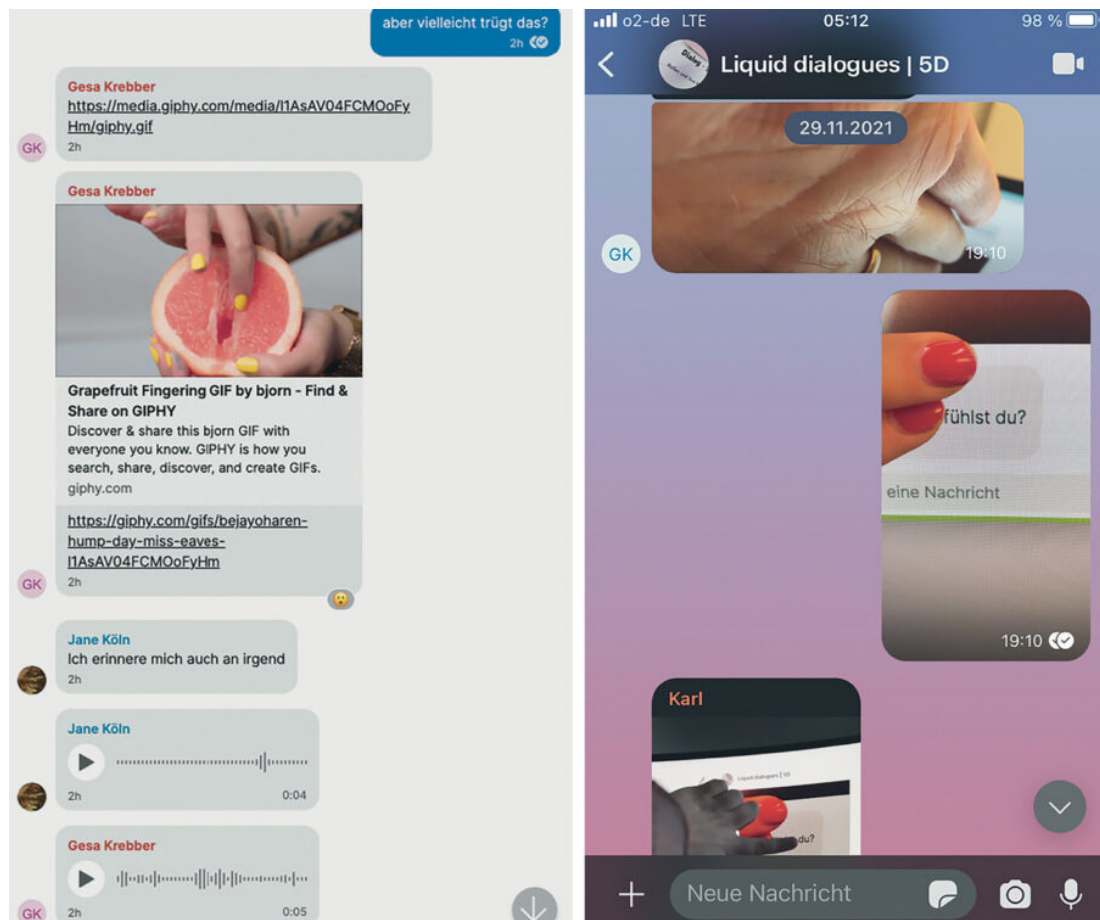 aber vielleicht trügt das?
2h
Gesa Krebber
https://media.giphy.com/media/l1AsAV04FCMOoFy
Hm/giphy.gif
GK
2h
Gesa Krebber
Grapefruit Fingering GIF by bjorn - Find &
Share on GIPHY
Discover & share this bjorn GIF with
everyone you know. GIPHY is how you
search, share, discover, and create GIFs.
giphy.com
https://giphy.com/gifs/bejayoharen-
hump-day-miss-eaves-
l1AsAV04FCMOoFyHm
GK
2h
Jane Köln
Ich erinnere mich auch an irgend
2h
Jane Köln
2h
0:04
Gesa Krebber
GK
2h
0:05
o2-de LTE
05:12
98 %
Liquid dialogues | 5D
29.11.2021
GK
19:10
fühlst du?
eine Nachricht
19:10
Karl
Liquid dialogues | 5D
du?
Neue Nachricht